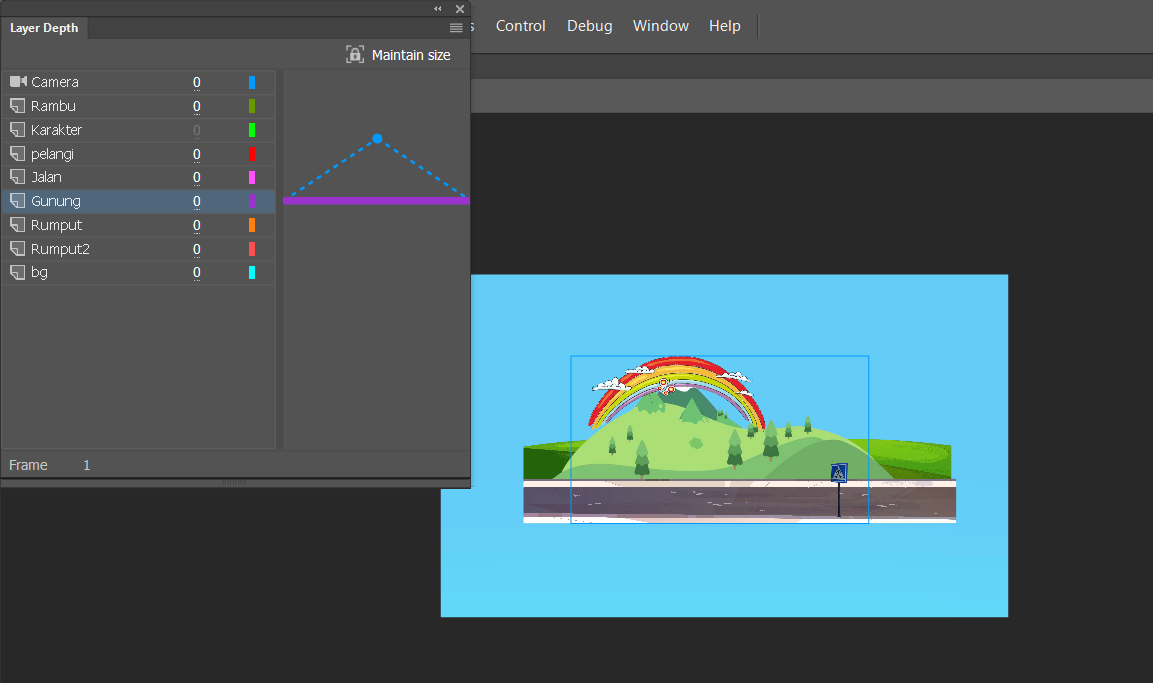 Layer Depth
Control Debug Window Help
Maintain size
Camera 0
Rambu 0
Karakter 0
pelangi 0
Jalan 0
Gunung 0
Rumput 0
Rumput2 0
bg 0
Frame 1